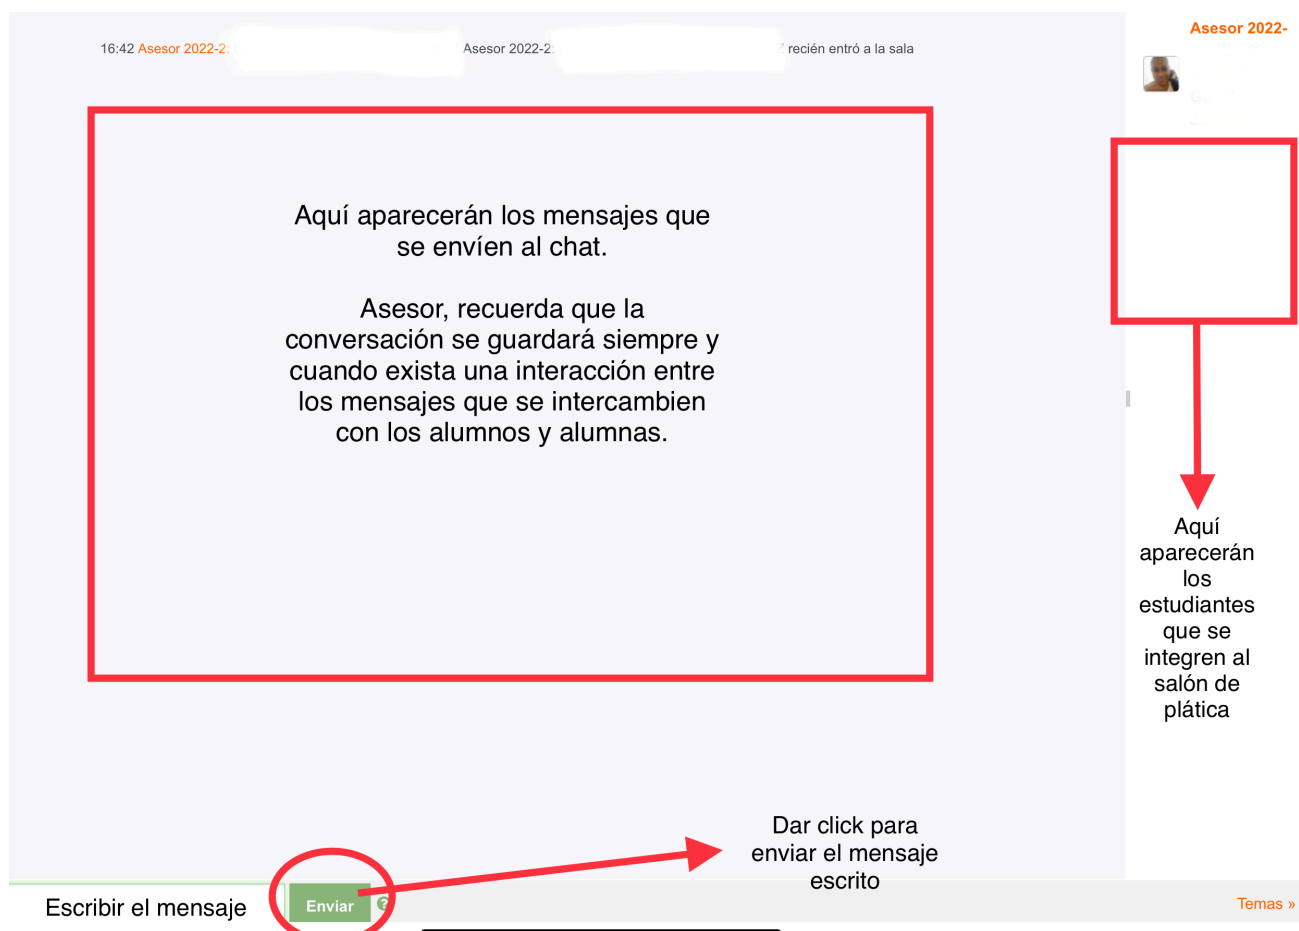 16:42 Asesor 2022-2: Asesor 2022-2: recién entró a la sala
Asesor 2022-
Aquí aparecerán los mensajes que
se envíen al chat.
Asesor, recuerda que la
conversación se guardará siempre y
cuando exista una interacción entre
los mensajes que se intercambien
con los alumnos y alumnas.
Aquí
aparecerán
los
estudiantes
que se
integren al
salón de
plática
Dar click para
enviar el mensaje
escrito
Escribir el mensaje
Enviar
?
Temas »